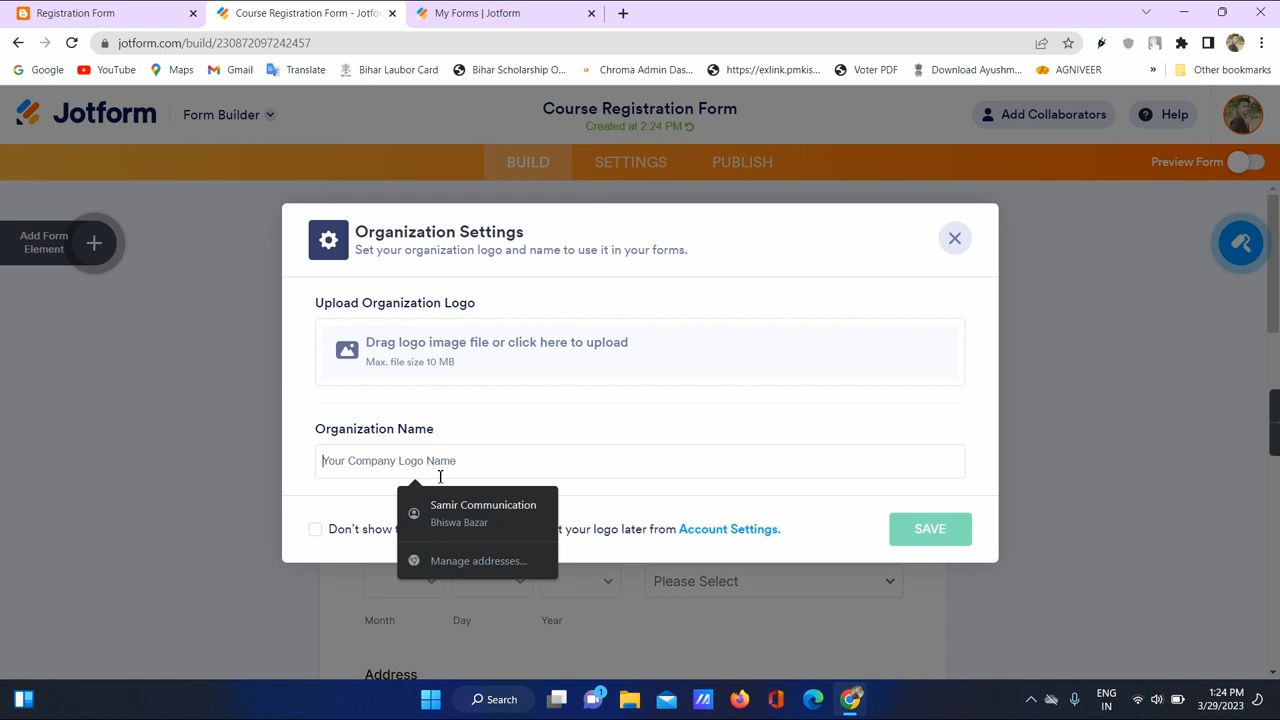 Registration Form
Course Registration Form - Jotfo
My Forms | Jotform
jotform.com/build/230872097242457
Google
YouTube
Maps
Gmail
Translate
Bihar Laubor Card
Bihar Scholarship O...
Chroma Admin Das...
https://exlink.pmkis...
Voter PDF
Download Ayushm...
AGNIVEER
»
Other bookmarks
Jotform
Form Builder
Course Registration Form
Created at 2:24 PM
Add Collaborators
Help
BUILD
SETTINGS
PUBLISH
Preview Form
Add Form
Element
Organization Settings
Set your organization logo and name to use it in your forms.
Upload Organization Logo
Drag logo image file or click here to upload
Max. file size 10 MB
Organization Name
Your Company Logo Name
Samir Communication
Bhiswa Bazar
Manage addresses...
Don't show t
t your logo later from Account Settings.
SAVE
Please Select
Month
Day
Year
Address
Search
1
ENG
IN
1:24 PM
3/29/2023